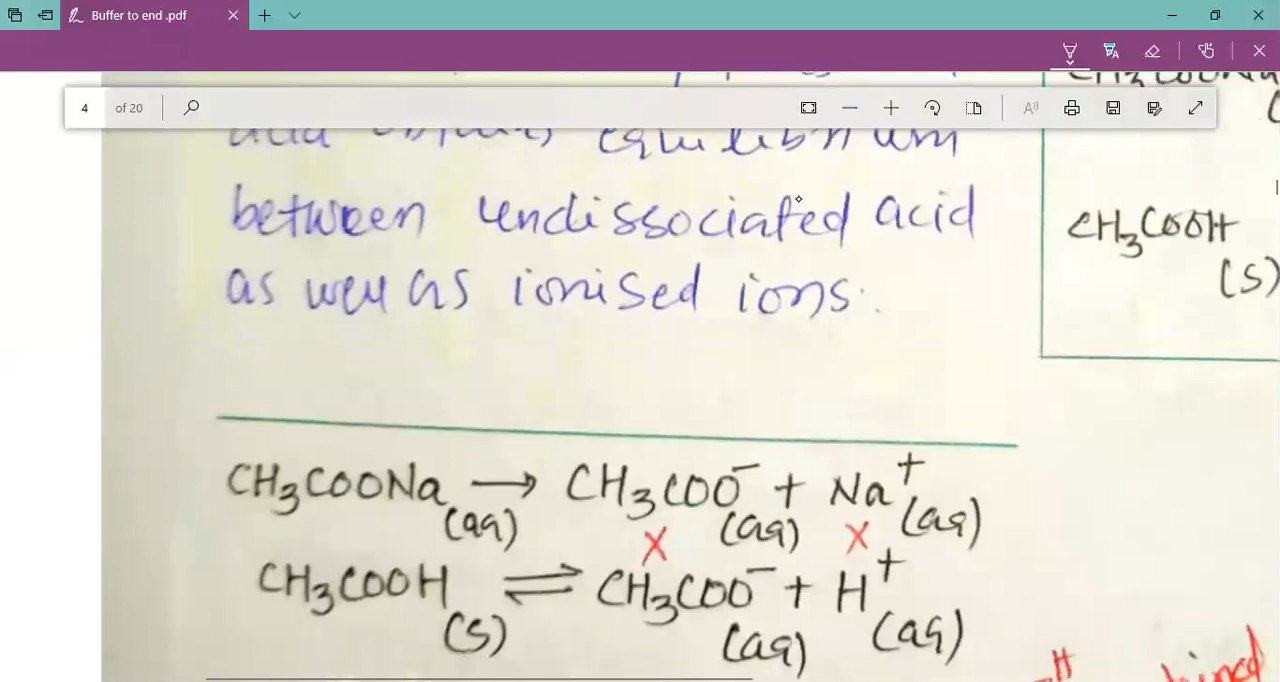 Buffer to end .pdf
4 of 20
equilibrium
between undissociated acid
as well as ionised ions.
CH₃COOH
(s)
CH₃COONa (aq) → CH₃COO⁻ (aq) + Na⁺ (aq)
X X
CH₃COOH (s) ⇌ CH₃COO⁻ (aq) + H⁺ (aq)
H